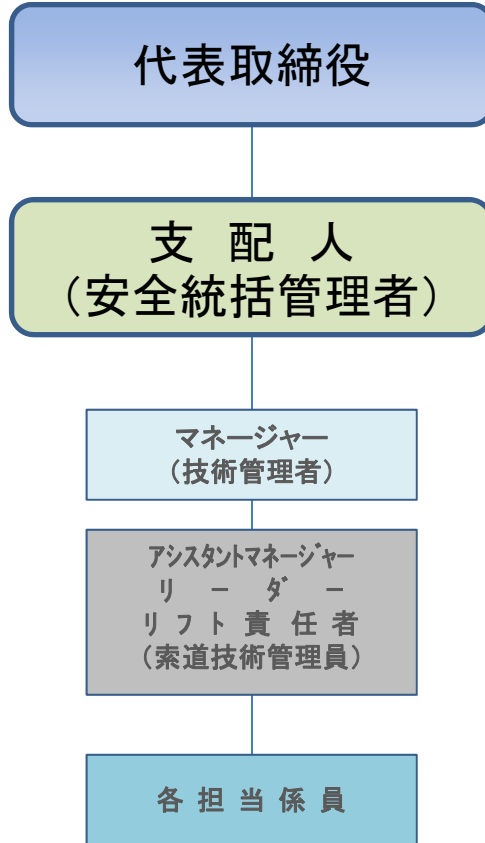 代表取締役
支 配 人
（安全統括管理者）
マネージャー
（技術管理者）
アシスタントマネージャー
リ ー ダ ー
リ フ ト 責 任 者
（索道技術管理員）
各 担 当 係 員